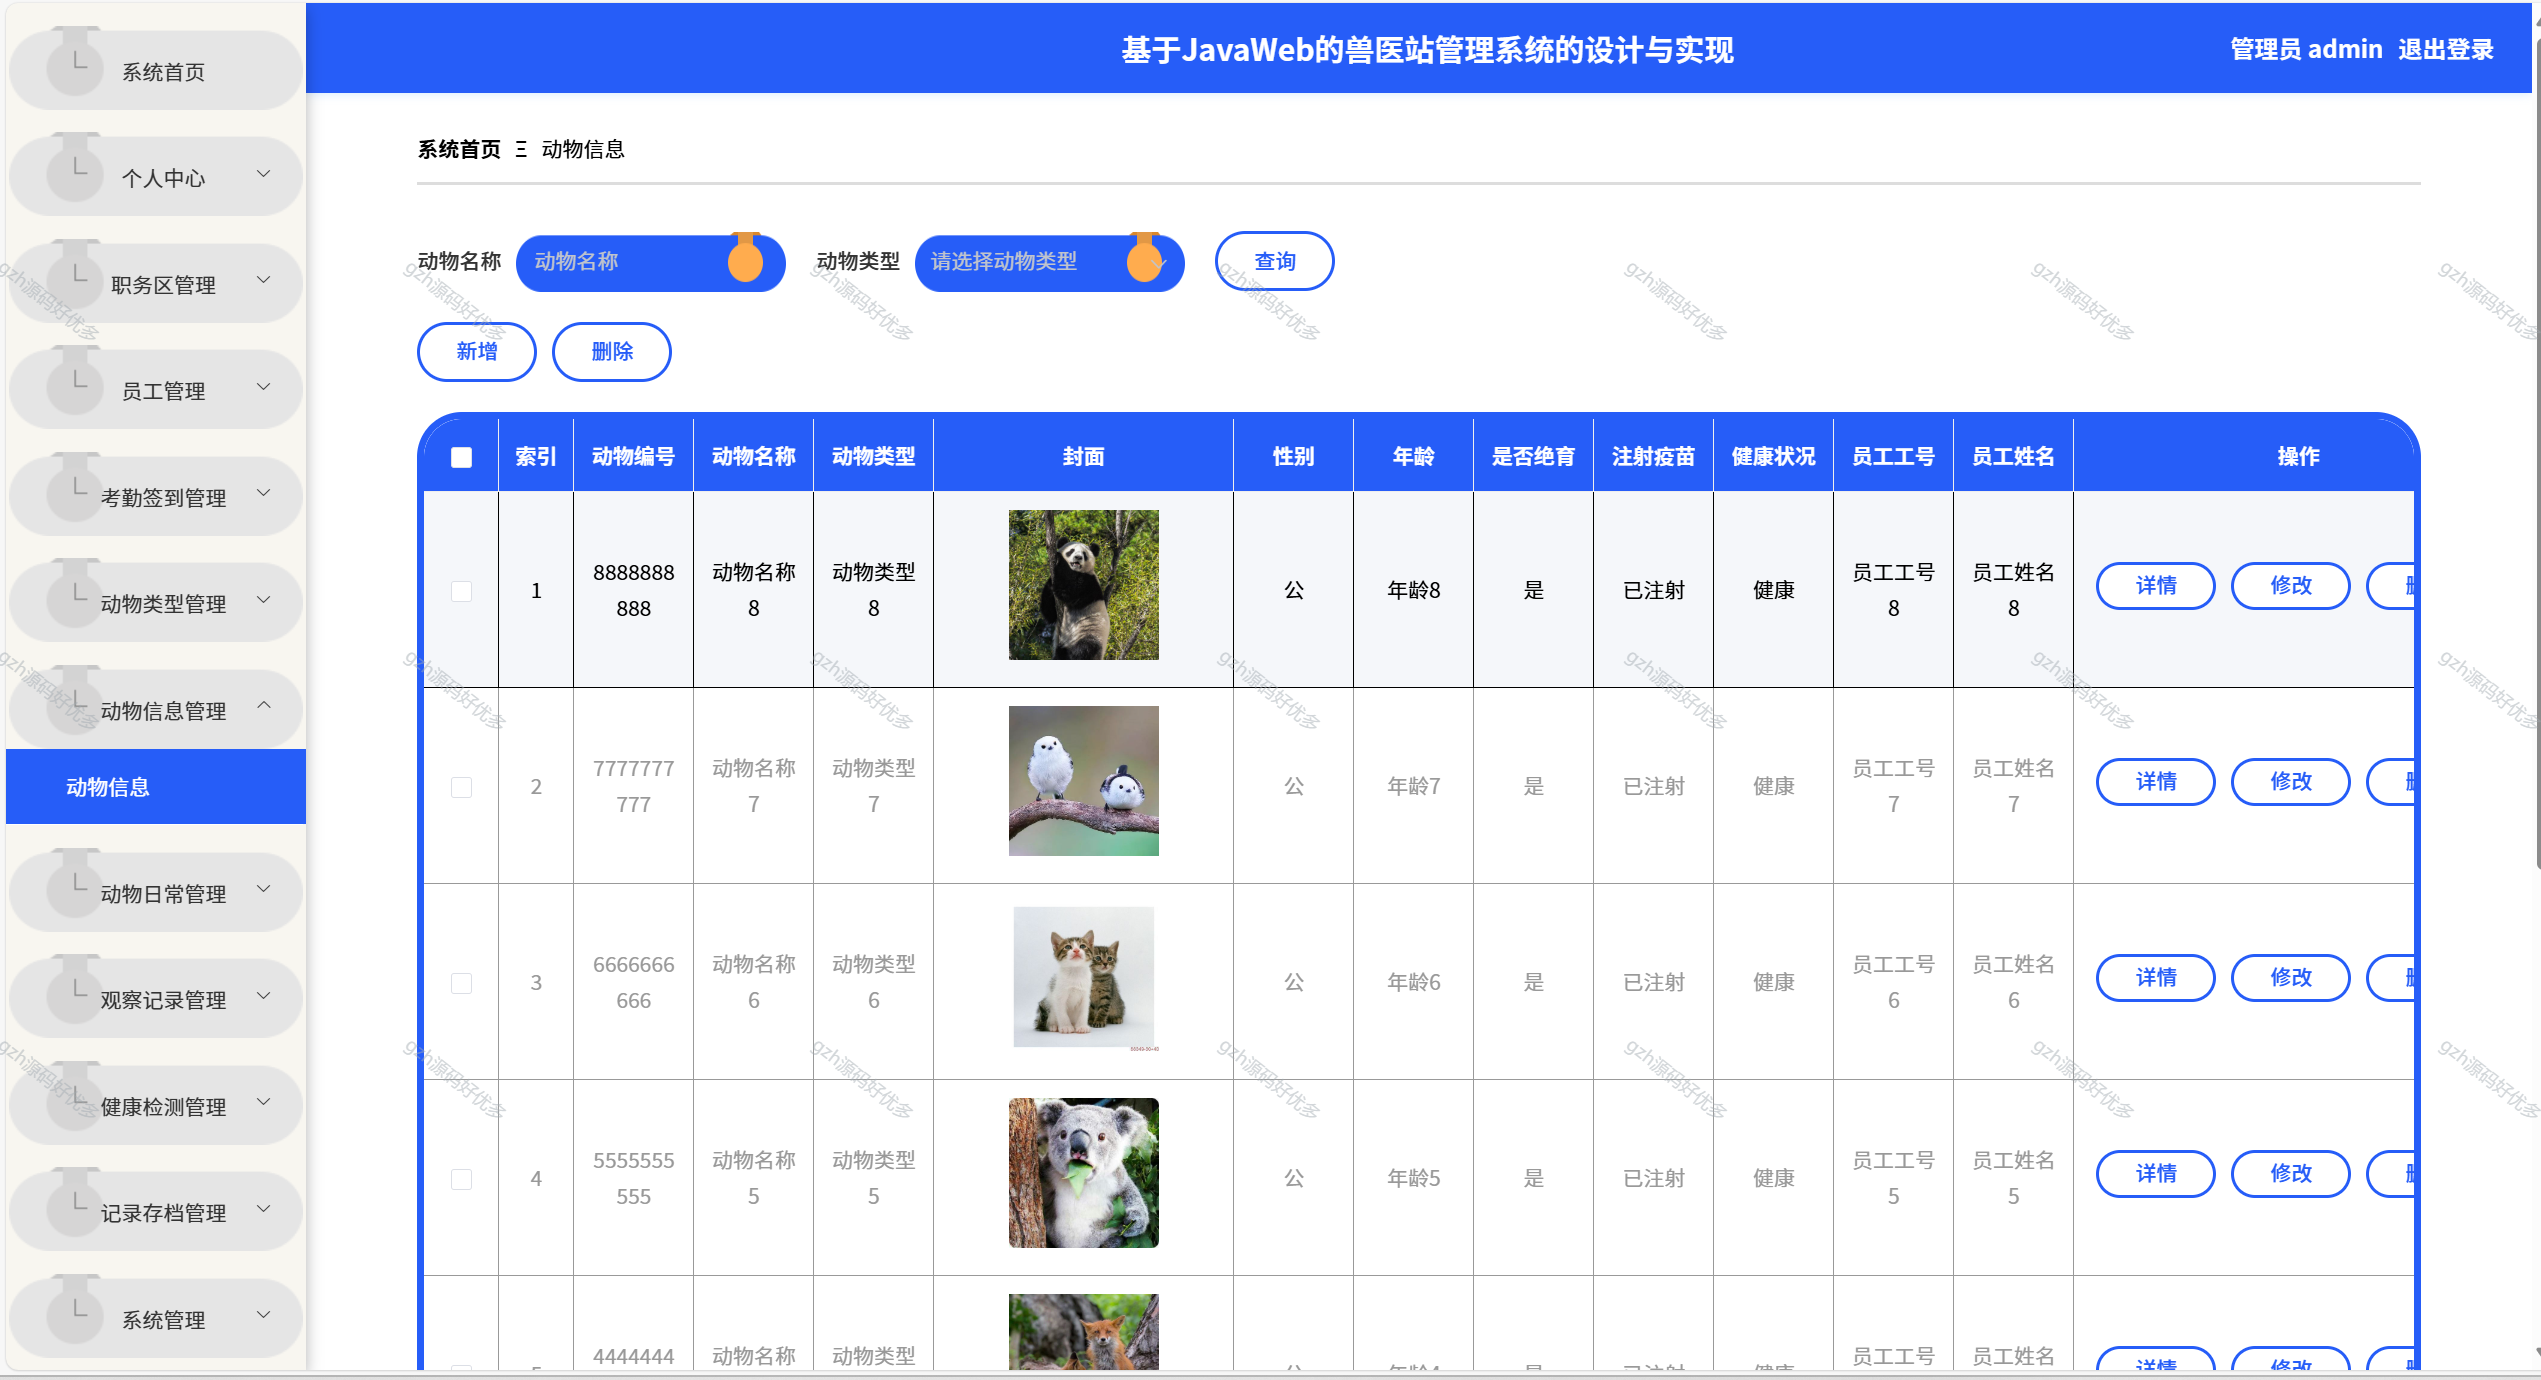 基于JavaWeb的兽医站管理系统的设计与实现
管理员 admin 退出登录
系统首页
个人中心
职务区管理
员工管理
考勤签到管理
动物类型管理
动物信息管理
动物信息
动物日常管理
观察记录管理
健康检测管理
记录存档管理
系统管理
系统首页 Ξ 动物信息
动物名称 动物名称 动物类型 请选择动物类型 查询
新增 删除
索引 动物编号 动物名称 动物类型 封面 性别 年龄 是否绝育 注射疫苗 健康状况 员工工号 员工姓名 操作
1 8888888888 动物名称8 动物类型8 公 年龄8 是 已注射 健康 员工工号8 员工姓名8 详情 修改
2 7777777777 动物名称7 动物类型7 公 年龄7 是 已注射 健康 员工工号7 员工姓名7 详情 修改
3 6666666666 动物名称6 动物类型6 公 年龄6 是 已注射 健康 员工工号6 员工姓名6 详情 修改
4 5555555555 动物名称5 动物类型5 公 年龄5 是 已注射 健康 员工工号5 员工姓名5 详情 修改
4444444 动物名称 动物类型 员工工号 员工姓名 详情 修改
gzh源码好优多